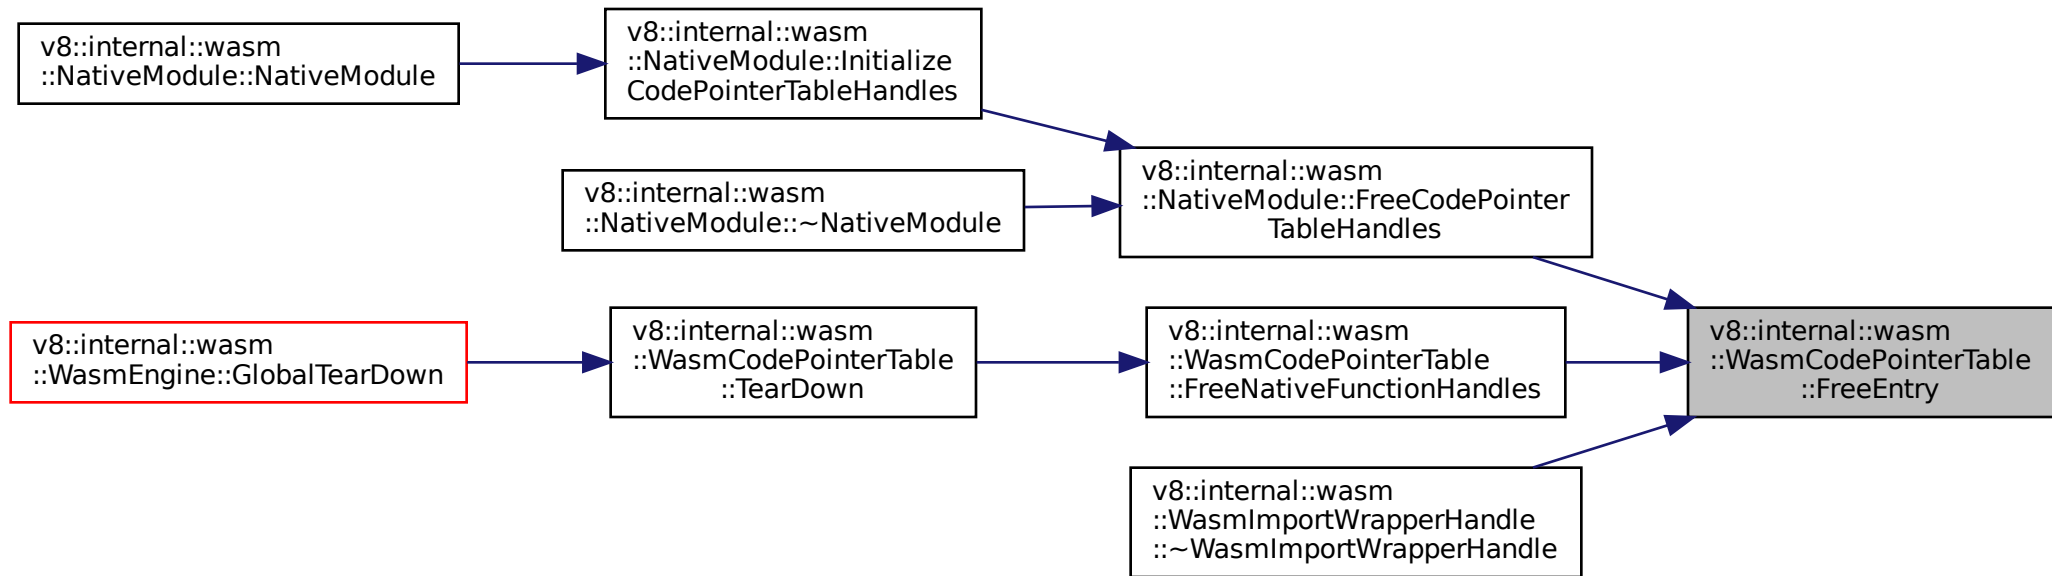 v8::internal::wasm
::NativeModule::NativeModule
v8::internal::wasm
::NativeModule::Initialize
CodePointerTableHandles
v8::internal::wasm
::NativeModule::~NativeModule
v8::internal::wasm
::NativeModule::FreeCodePointer
TableHandles
v8::internal::wasm
::WasmEngine::GlobalTearDown
v8::internal::wasm
::WasmCodePointerTable
::TearDown
v8::internal::wasm
::WasmCodePointerTable
::FreeNativeFunctionHandles
v8::internal::wasm
::WasmCodePointerTable
::FreeEntry
v8::internal::wasm
::WasmImportWrapperHandle
::~WasmImportWrapperHandle